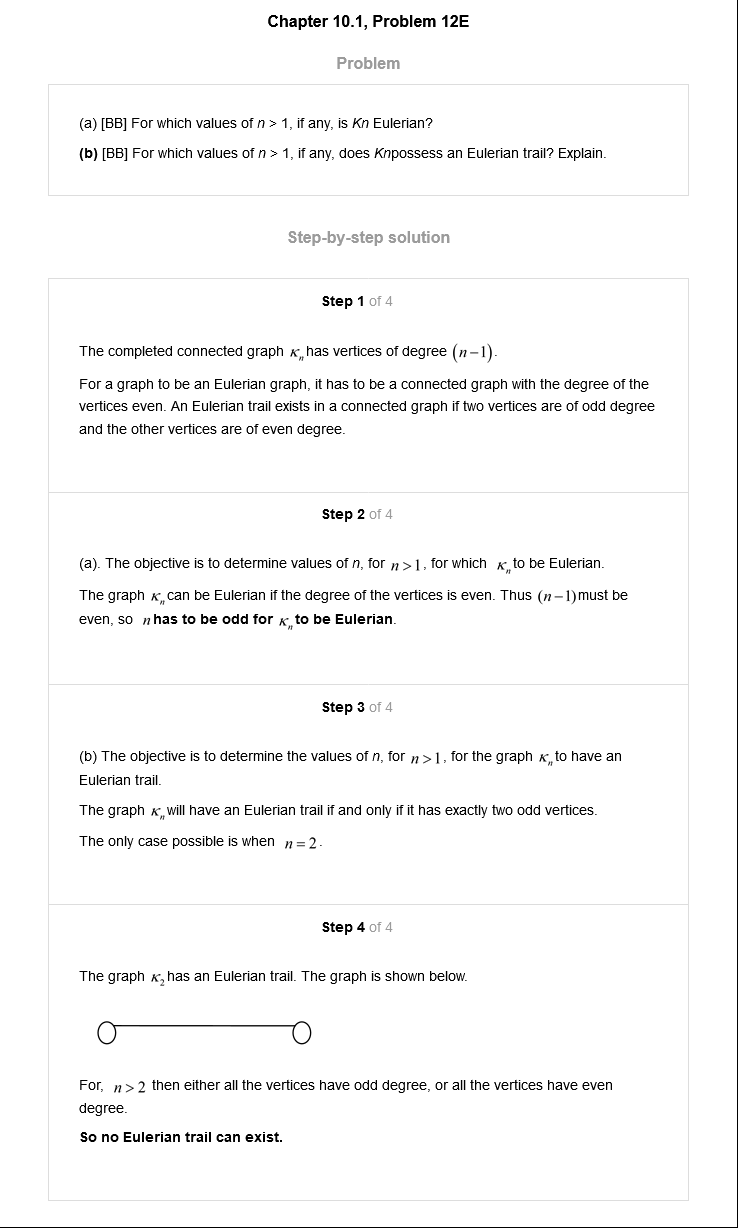 Chapter 10.1, Problem 12E
Problem
(a) [BB] For which values of n > 1, if any, is Kn Eulerian?
(b) [BB] For which values of n > 1, if any, does Knpossess an Eulerian trail? Explain.
Step-by-step solution
Step 1 of 4
The completed connected graph κₙ has vertices of degree (n−1).
For a graph to be an Eulerian graph, it has to be a connected graph with the degree of the
vertices even. An Eulerian trail exists in a connected graph if two vertices are of odd degree
and the other vertices are of even degree.
Step 2 of 4
(a). The objective is to determine values of n, for n>1, for which κₙ to be Eulerian.
The graph κₙ can be Eulerian if the degree of the vertices is even. Thus (n−1) must be
even, so n has to be odd for κₙ to be Eulerian.
Step 3 of 4
(b) The objective is to determine the values of n, for n>1, for the graph κₙ to have an
Eulerian trail.
The graph κₙ will have an Eulerian trail if and only if it has exactly two odd vertices.
The only case possible is when n=2.
Step 4 of 4
The graph κ₂ has an Eulerian trail. The graph is shown below.
For, n>2 then either all the vertices have odd degree, or all the vertices have even
degree.
So no Eulerian trail can exist.